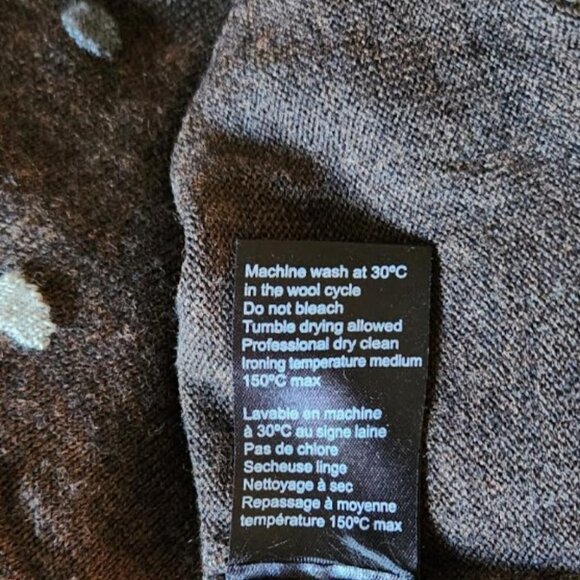 Machine wash at 30ºC
in the wool cycle
Do not bleach
Tumble drying allowed
Professional dry clean
Ironing temperature medium
150ºC max
Lavable en machine
à 30ºC au signe laine
Pas de chlore
Secheuse linge
Nettoyage à sec
Repassage à moyenne
température 150ºC max